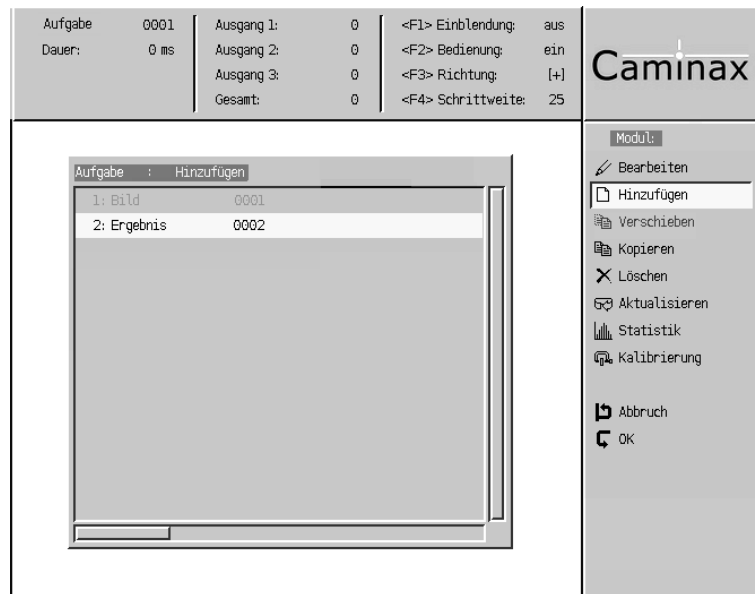 Aufgabe 0001
Dauer: 0 ms
Ausgang 1: 0
Ausgang 2: 0
Ausgang 3: 0
Gesamt: 0
<F1> Einblendung: aus
<F2> Bedienung: ein
<F3> Richtung: [+]
<F4> Schrittweite: 25
Caminax
Aufgabe : Hinzufügen
1: Bild 0001
2: Ergebnis 0002
Modul:
Bearbeiten
Hinzufügen
Verschieben
Kopieren
Löschen
Aktualisieren
Statistik
Kalibrierung
Abbruch
OK